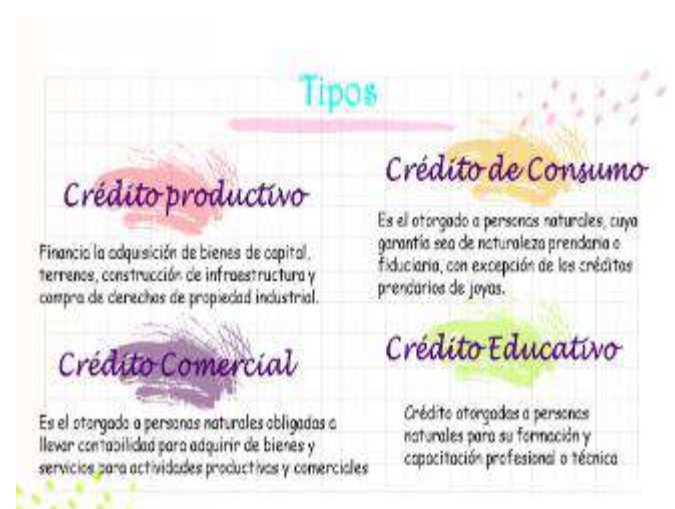 Tipos
Crédito productivo
Financia la adquisición de bienes de capital,
terrenos, construcción de infraestructura y
compra de derechos de propiedad industrial.
Crédito de Consumo
Es el otorgado a personas naturales, cuya
garantía sea de naturaleza prendaria o
fiduciaria, con excepción de los créditos
prendarios de joyas.
Crédito Comercial
Es el otorgado a personas naturales obligadas a
llevar contabilidad para adquirir de bienes y
servicios para actividades productivas y comerciales
Crédito Educativo
Crédito otorgadas a personas
naturales para su formación y
capacitación profesional o técnica